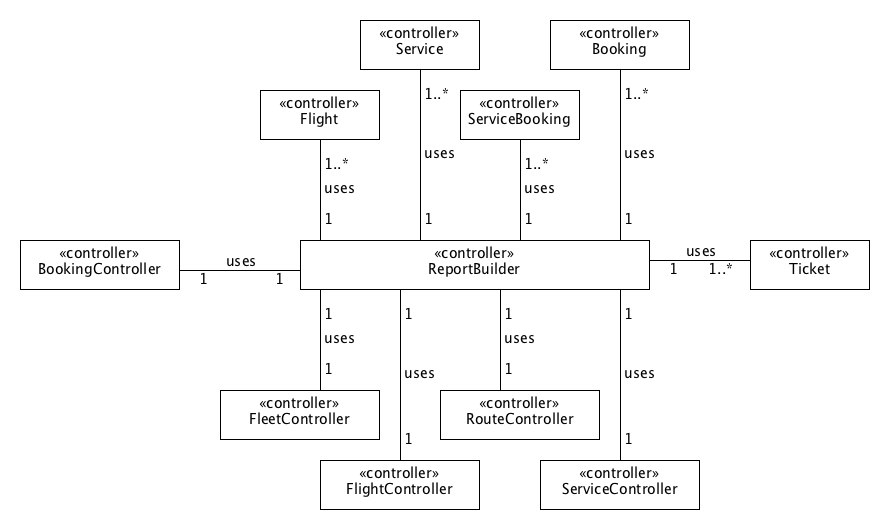 «controller»
Service
«controller»
Booking
1..*
1..*
«controller»
Flight
«controller»
ServiceBooking
uses
uses
1..*
uses
1..*
uses
1
1
1
1
«controller»
BookingController
uses
1
1
«controller»
ReportBuilder
uses
1
1..*
«controller»
Ticket
1
uses
1
1
uses
1
1
uses
1
1
uses
1
«controller»
FleetController
«controller»
RouteController
«controller»
FlightController
«controller»
ServiceController